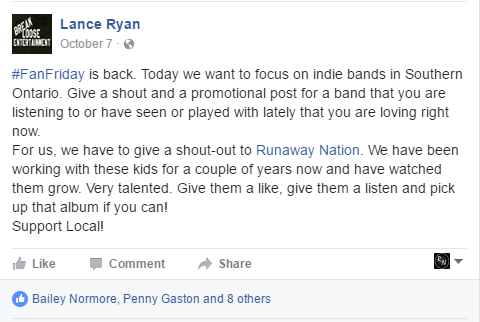 BREAK
LOOSE
ENTERTAINMENT
Lance Ryan
October 7 ·
#FanFriday is back. Today we want to focus on indie bands in Southern
Ontario. Give a shout and a promotional post for a band that you are
listening to or have seen or played with lately that you are loving right
now.
For us, we have to give a shout-out to Runaway Nation. We have been
working with these kids for a couple of years now and have watched
them grow. Very talented. Give them a like, give them a listen and pick
up that album if you can!
Support Local!
Like Comment Share
Bailey Normore, Penny Gaston and 8 others